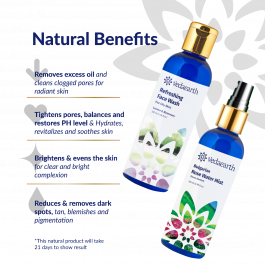 Natural Benefits
Removes excess oil and
cleans clogged pores for
radiant skin
Tightens pores, balances and
restores PH level & Hydrates,
revitalizes and soothes skin
Brightens & evens the skin
for clear and bright
complexion
Reduces & removes dark
spots, tan, blemishes and
pigmentation
*This natural product will take
21 days to show result
vedaearth
Refreshing
Face Wash
vedaearth
Bulgarian
Rose Water Mist